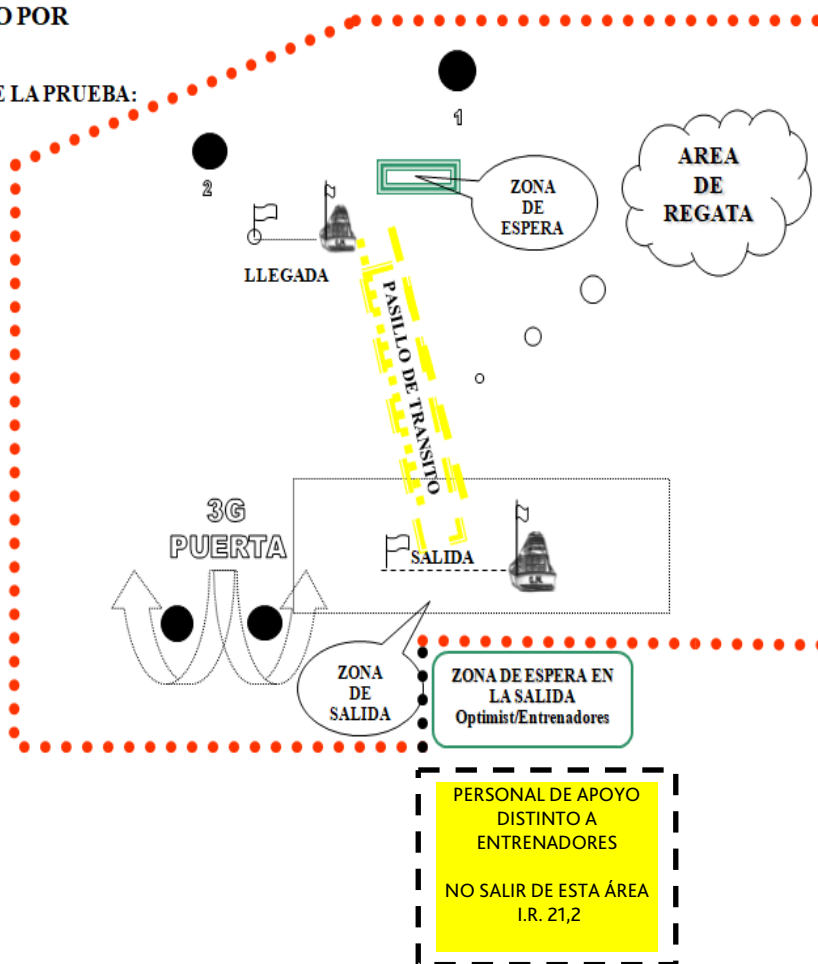 O POR
E LA PRUEBA:
1
2
AREA
DE
REGATA
ZONA
DE
ESPERA
LLEGADA
PASILLO DE TRANSITO
3G
PUERTA
SALIDA
ZONA
DE
SALIDA
ZONA DE ESPERA EN
LA SALIDA
Optimist/Entrenadores
PERSONAL DE APOYO
DISTINTO A
ENTRENADORES
NO SALIR DE ESTA ÁREA
I.R. 21,2